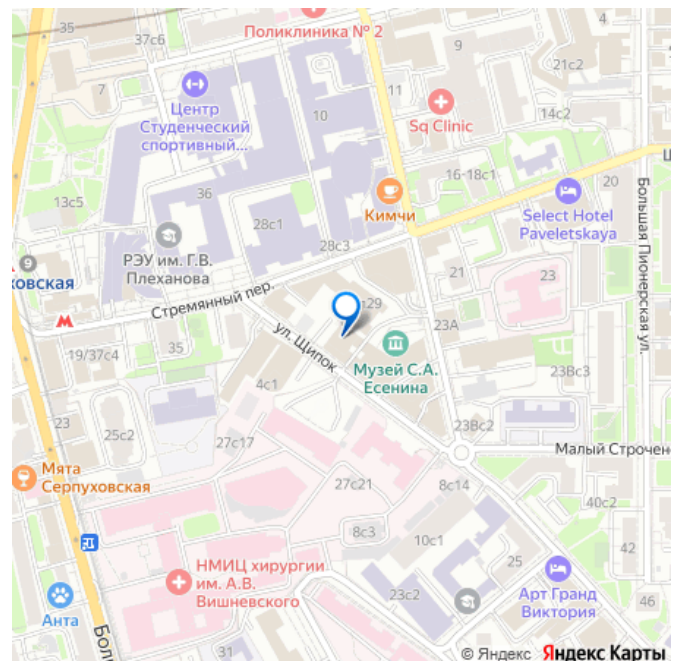 35
37с6
Поликлиника № 2
9
21с2
7
Центр
Студенческий
спортивный...
11
10
Sq Clinic
14с2
13с5
36
Кимчи
16-18с1
20
Select Hotel
Paveletskaya
28с1
28с3
РЭУ им. Г.В.
Плеханова
9
ховская
Стремянный пер.
21
23
Большая Пионерская ул.
29
23А
19/37с4
35
ул. Щипок
Музей С.А.
Есенина
4с1
23Вс3
23
25с2
27с17
23Вс2
Малый Строчен
Мята
Серпуховская
27с21
8с14
40с2
8с3
10с1
42
НМИЦ хирургии
им. А.В.
Вишневского
25
23с2
Арт Гранд
Виктория
46
Анта
31
© Яндекс Яндекс Карты